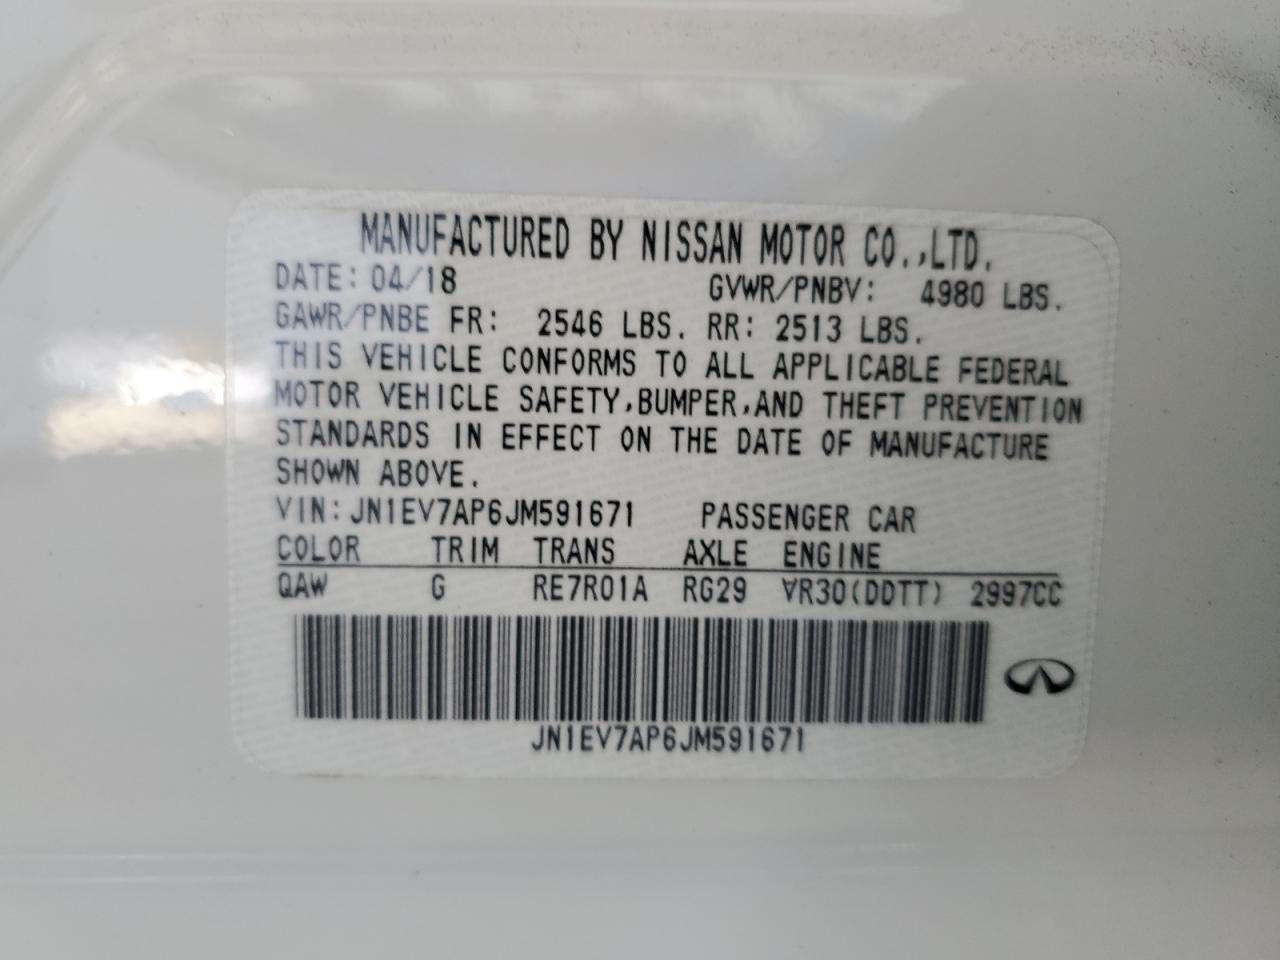 MANUFACTURED BY NISSAN MOTOR CO.,LTD.
DATE: 04/18 GVWR/PNBV: 4980 LBS.
GAWR/PNBE FR: 2546 LBS. RR: 2513 LBS.
THIS VEHICLE CONFORMS TO ALL APPLICABLE FEDERAL
MOTOR VEHICLE SAFETY,BUMPER,AND THEFT PREVENTION
STANDARDS IN EFFECT ON THE DATE OF MANUFACTURE
SHOWN ABOVE.
VIN:JN1EV7AP6JM591671 PASSENGER CAR
COLOR TRIM TRANS AXLE ENGINE
QAW G RE7R01A RG29 VR30(DDTT) 2997CC
JN1EV7AP6JM591671